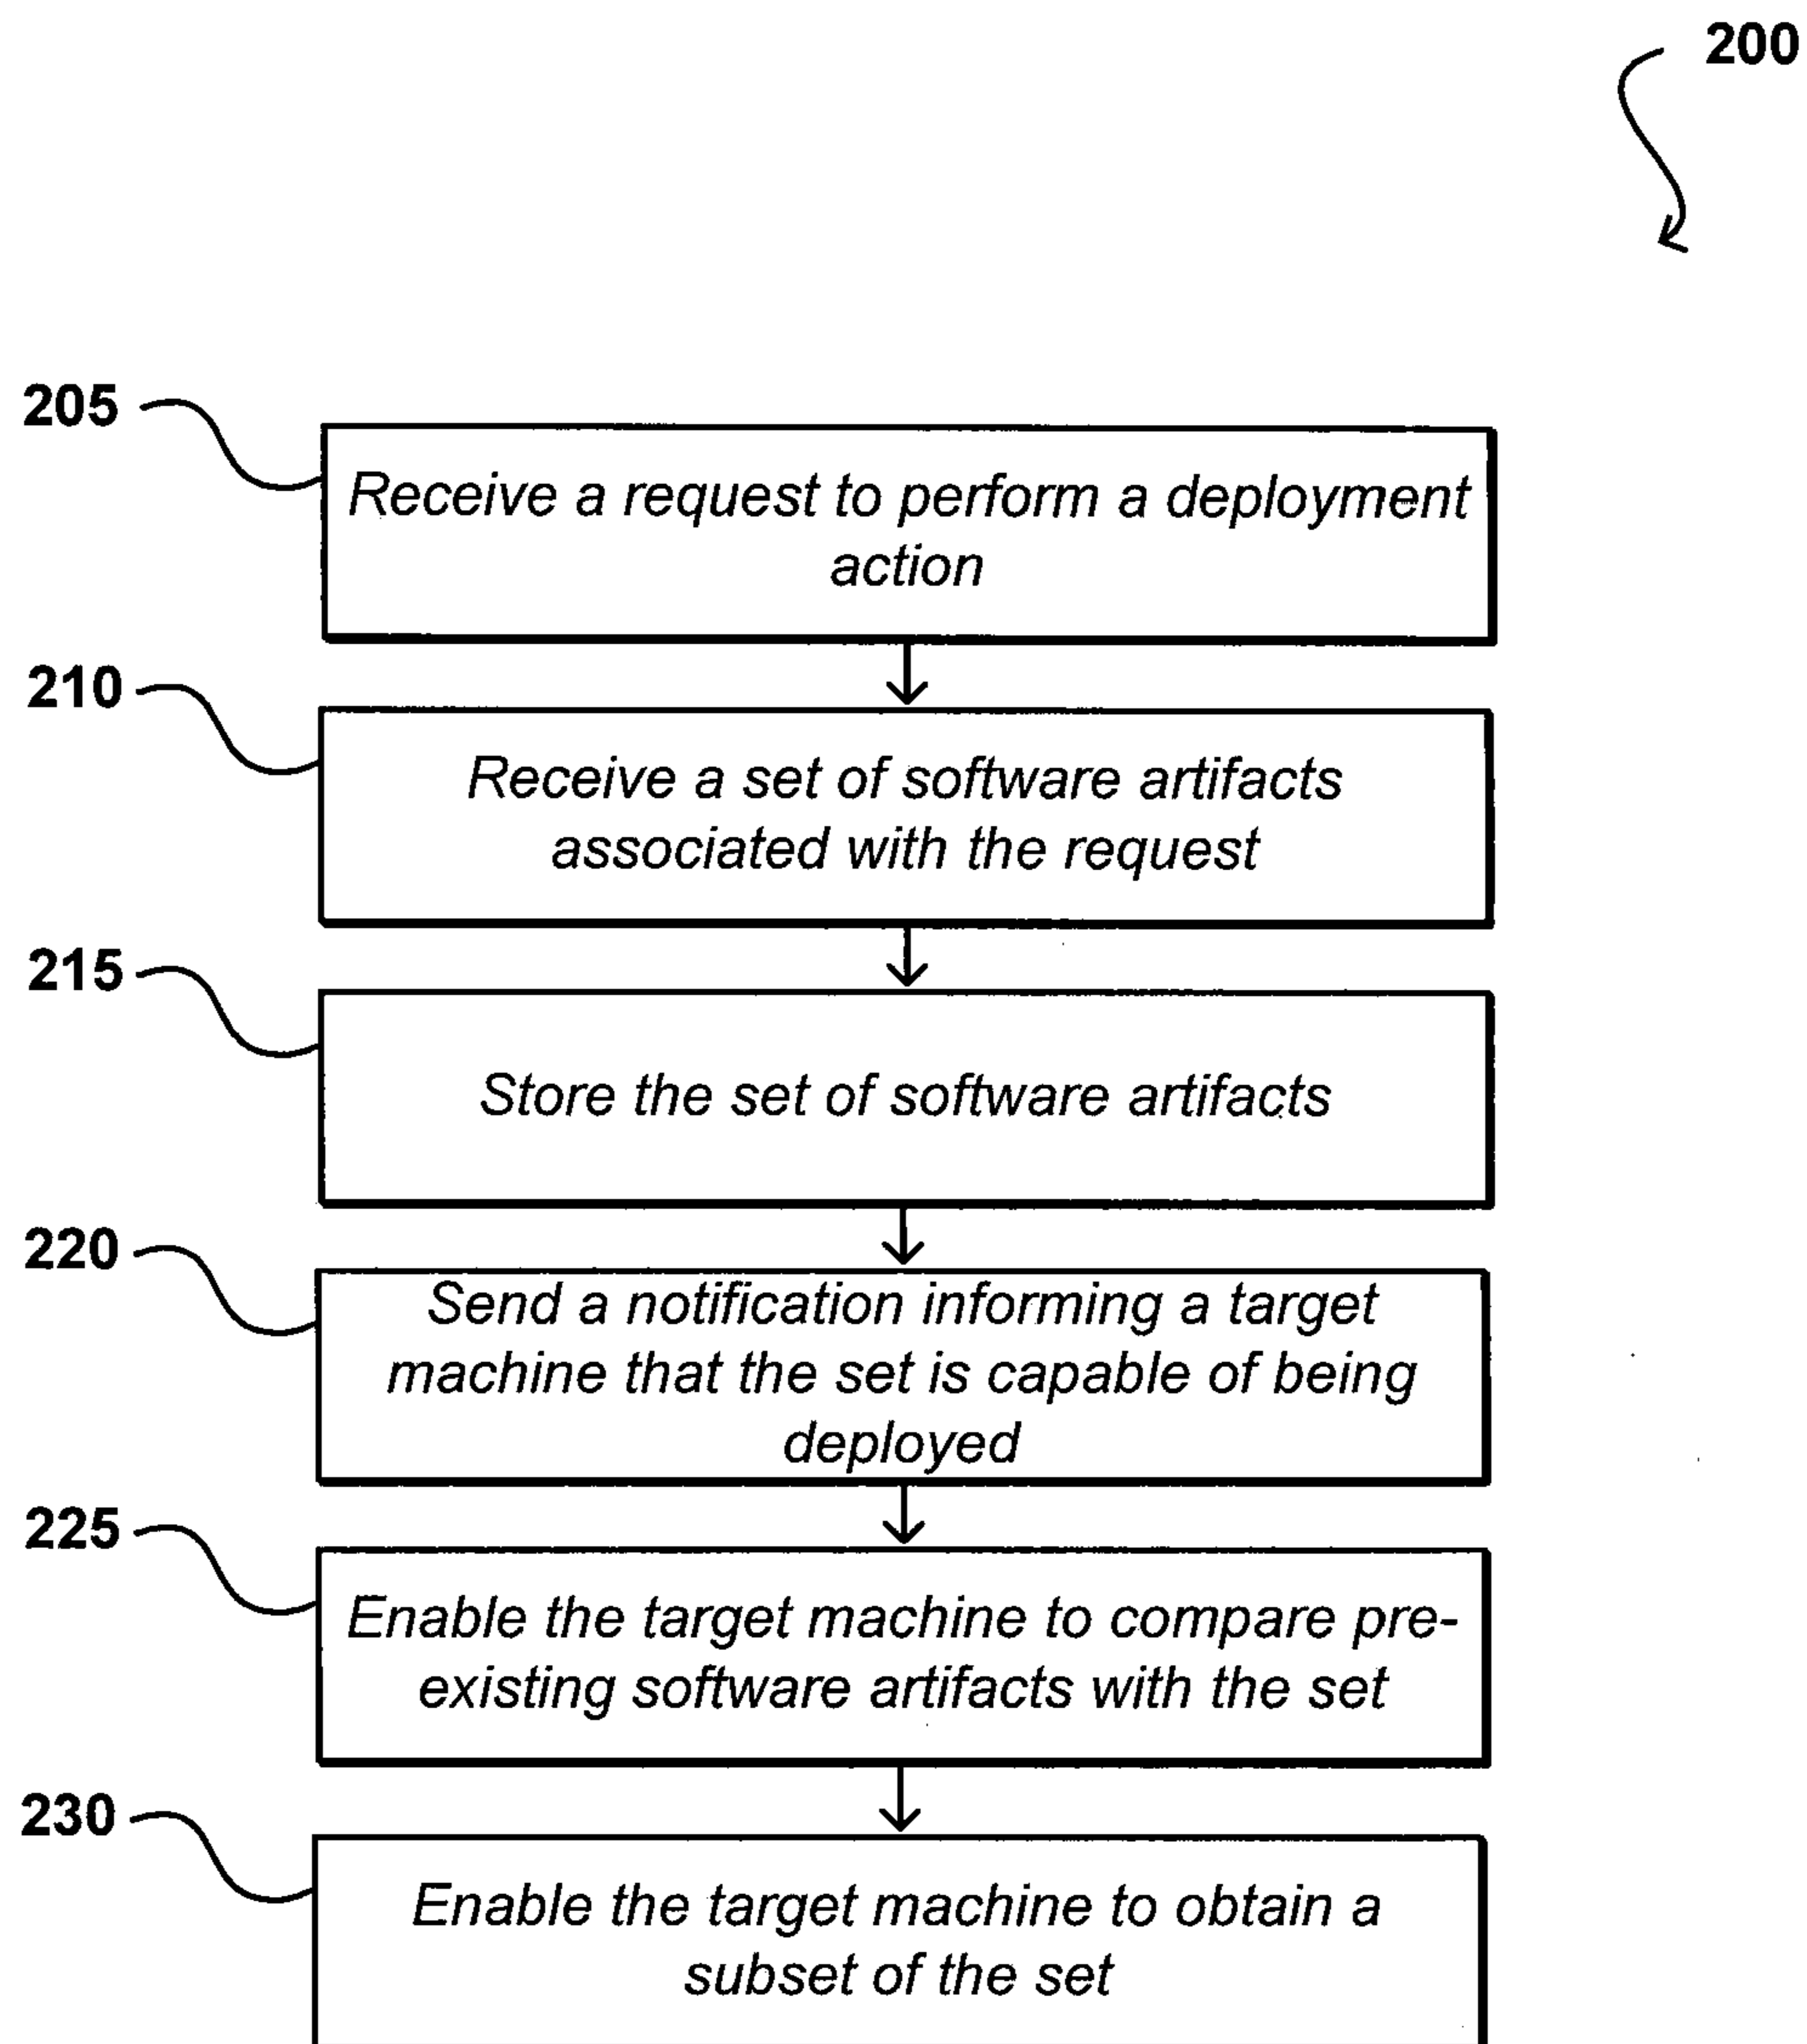 200
205
Receive a request to perform a deployment
action
210
Receive a set of software artifacts
associated with the request
215
Store the set of software artifacts
220
Send a notification informing a target
machine that the set is capable of being
deployed
225
Enable the target machine to compare pre-
existing software artifacts with the set
230
Enable the target machine to obtain a
subset of the set